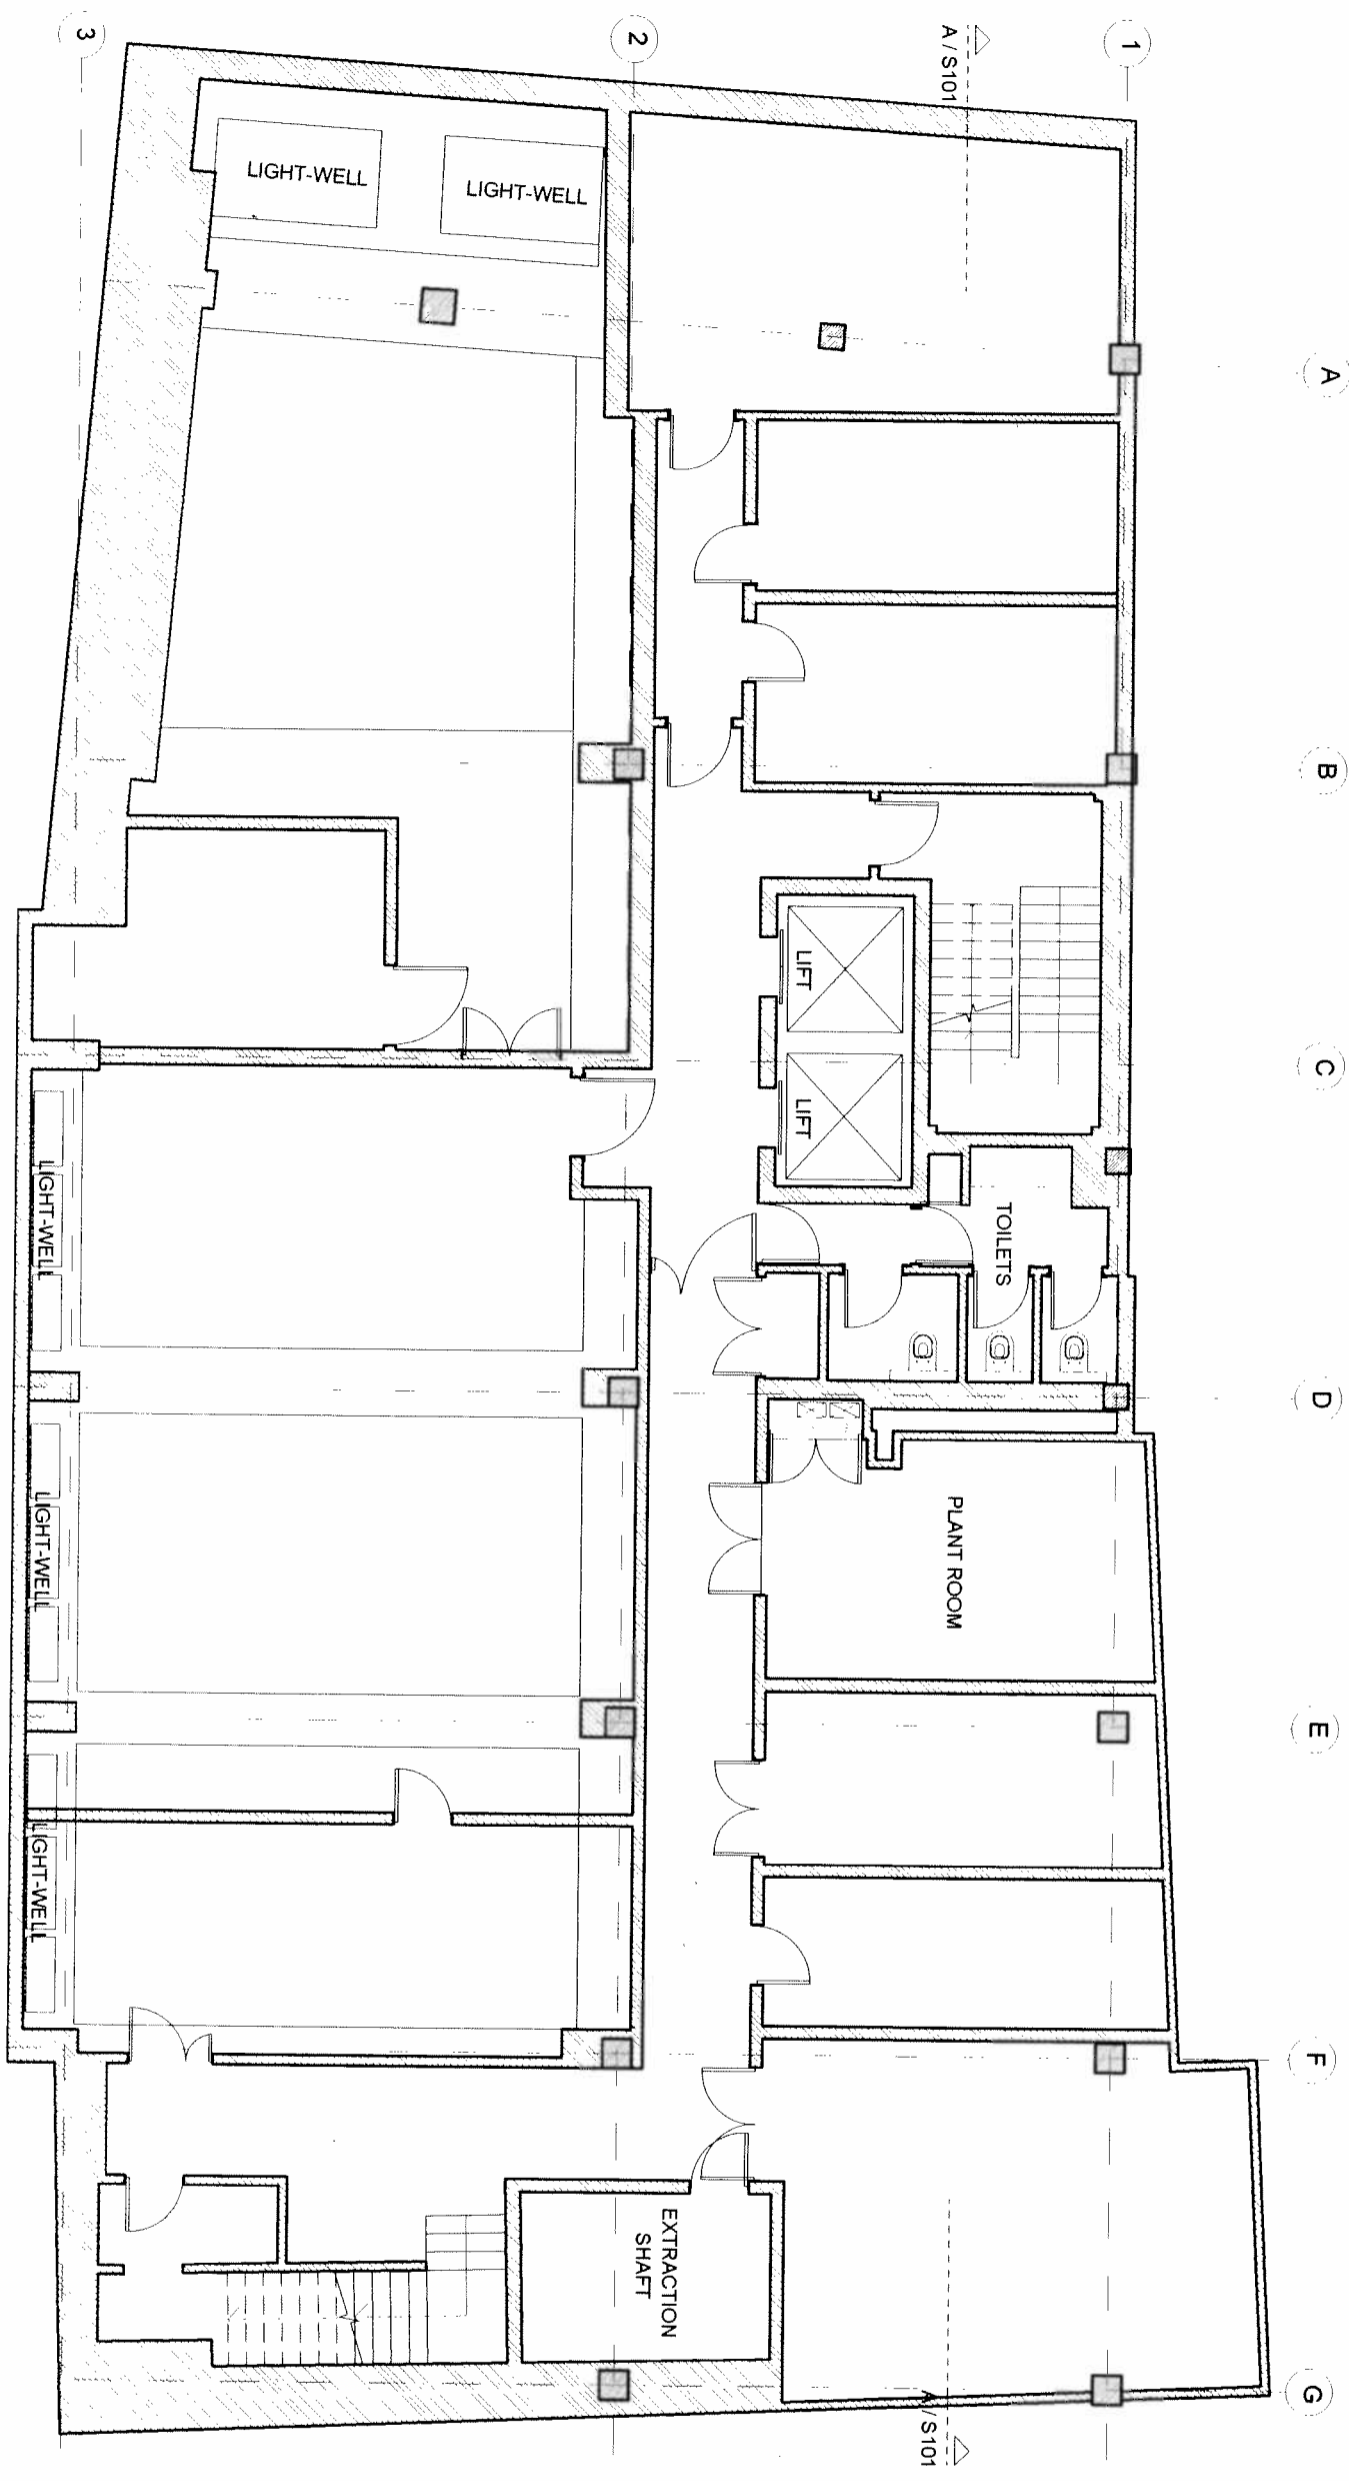 3
2
1
A / S101
LIGHT-WELL
LIGHT-WELL
A
B
LIFT
C
LIFT
LIGHT-WELL
TOILETS
D
LIGHT-WELL
PLANT ROOM
E
LIGHT-WELL
F
EXTRACTION
SHAFT
G
A / S101